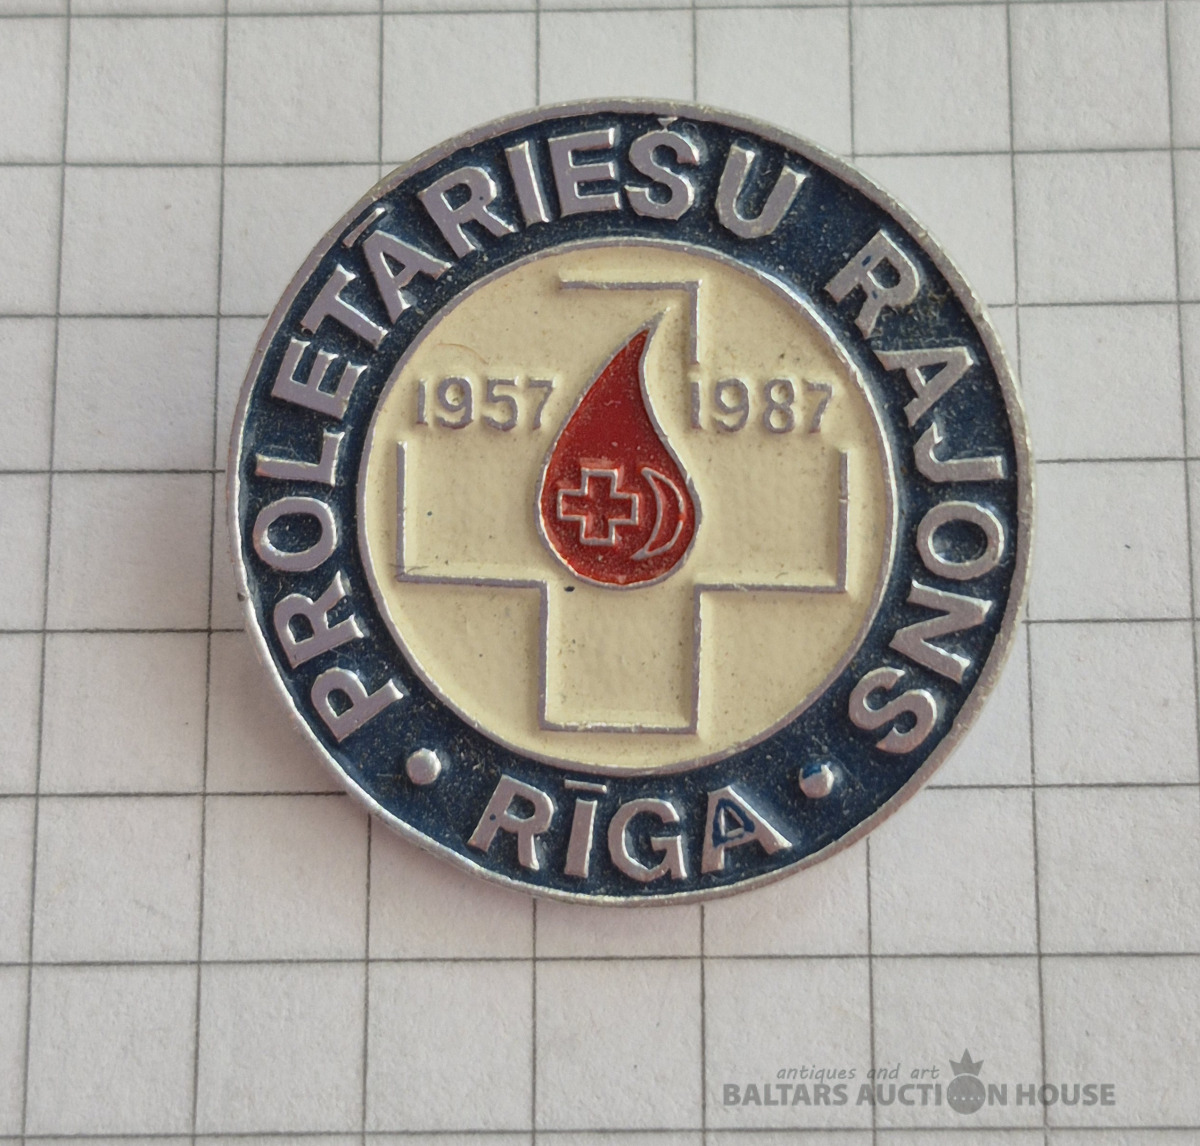 PROLETĀRIEŠU RAJONS
1957 1987
RĪGA
antiques and art
BALTARS AUCTION HOUSE